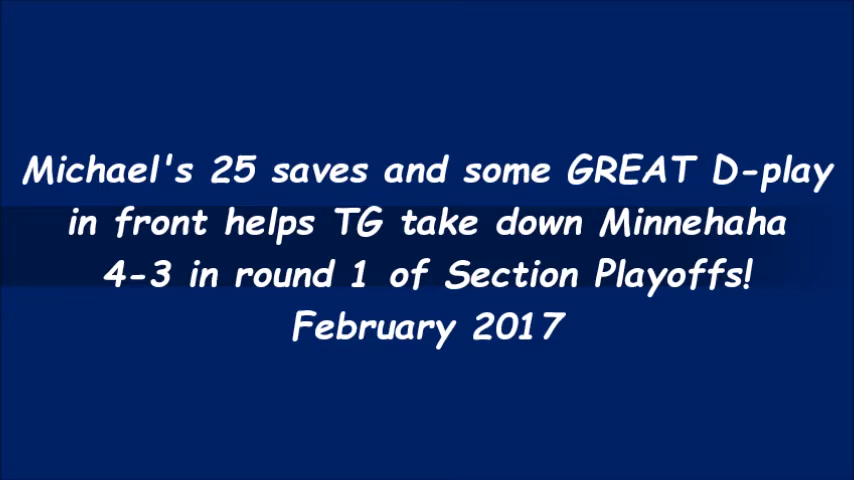 Michael's 25 saves and some GREAT D-play
in front helps TG take down Minnehaha
4-3 in round 1 of Section Playoffs!
February 2017